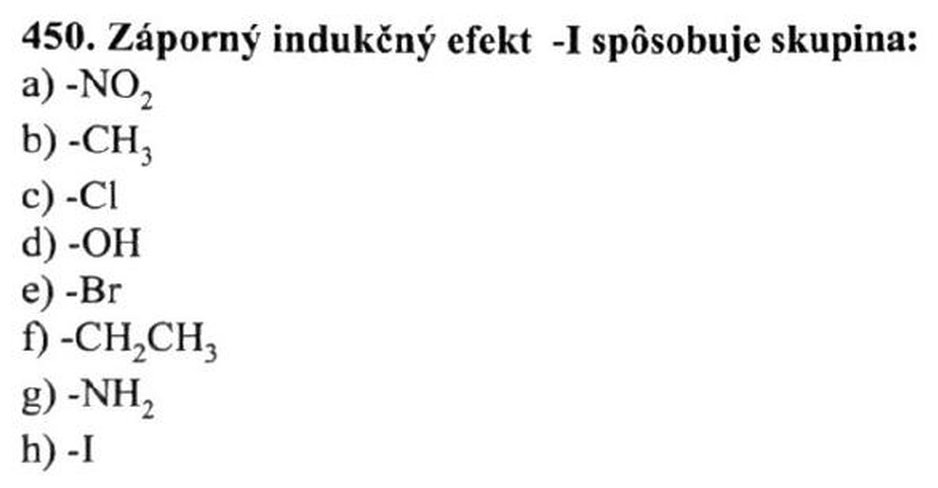 450. Záporný indukčný efekt -I spôsobuje skupina:
a) -NO₂
b) -CH₃
c) -Cl
d) -OH
e) -Br
f) -CH₂CH₃
g) -NH₂
h) -I